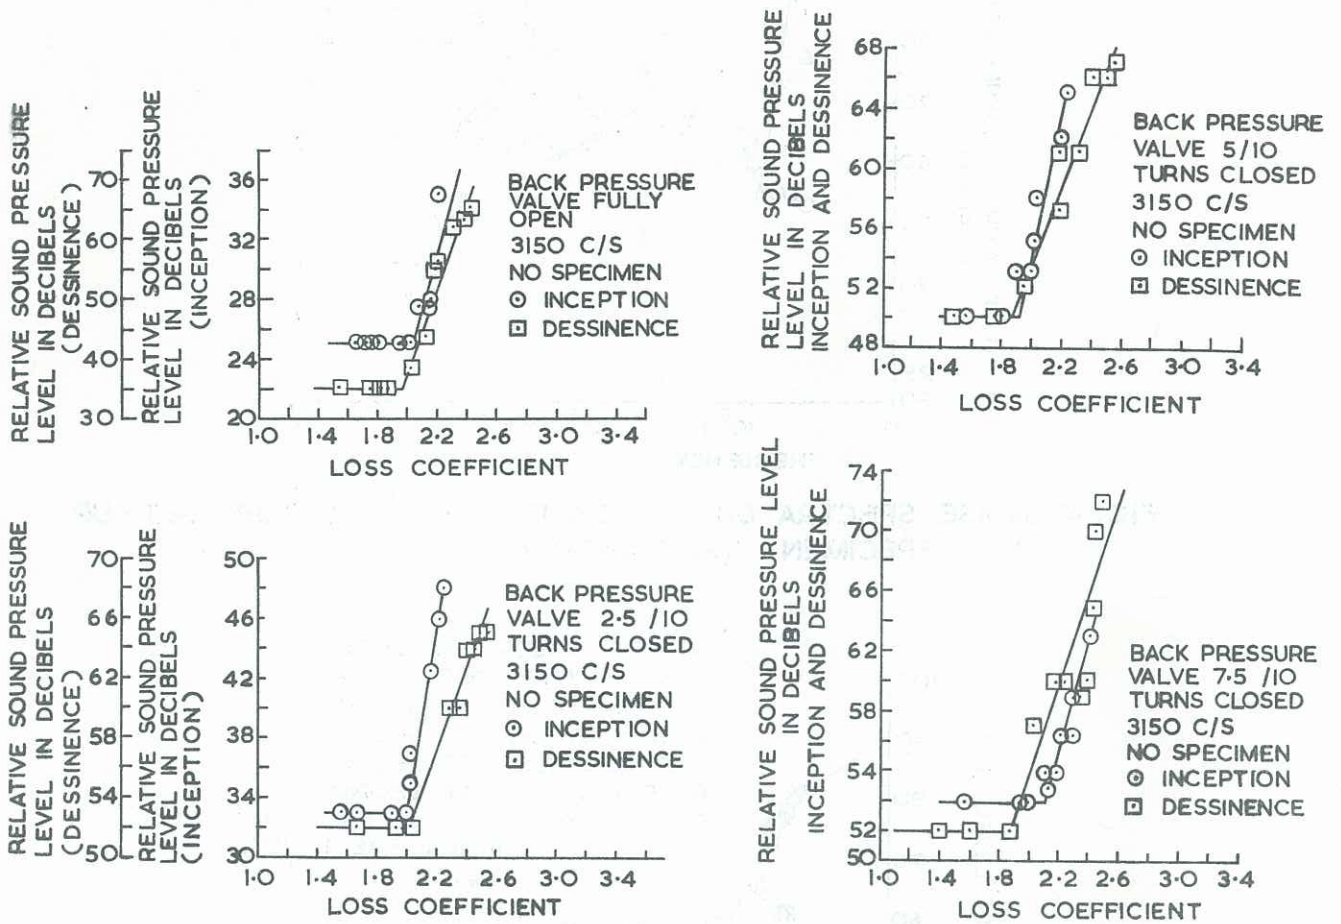 RELATIVE SOUND PRESSURE
LEVEL IN DECIBELS
(DESSINENCE)
70
60
50
40
30
RELATIVE SOUND PRESSURE
LEVEL IN DECIBELS
(INCEPTION)
36
32
28
24
20
1.0 1.4 1.8 2.2 2.6 3.0 3.4
LOSS COEFFICIENT
BACK PRESSURE
VALVE FULLY
OPEN
3150 C/S
NO SPECIMEN
INCEPTION
DESSINENCE
RELATIVE SOUND PRESSURE
LEVEL IN DECIBELS
INCEPTION AND DESSINENCE
68
64
60
56
52
48
1.0 1.4 1.8 2.2 2.6 3.0 3.4
LOSS COEFFICIENT
BACK PRESSURE
VALVE 5/10
TURNS CLOSED
3150 C/S
NO SPECIMEN
INCEPTION
DESSINENCE
RELATIVE SOUND PRESSURE
LEVEL IN DECIBELS
(DESSINENCE)
70
66
62
58
54
50
RELATIVE SOUND PRESSURE
LEVEL IN DECIBELS
(INCEPTION)
50
46
42
38
34
30
1.0 1.4 1.8 2.2 2.6 3.0 3.4
LOSS COEFFICIENT
BACK PRESSURE
VALVE 2.5 /10
TURNS CLOSED
3150 C/S
NO SPECIMEN
INCEPTION
DESSINENCE
RELATIVE SOUND PRESSURE LEVEL
IN DECIBELS
INCEPTION AND DESSINENCE
74
70
66
62
58
54
52
50
1.0 1.4 1.8 2.2 2.6 3.0 3.4
LOSS COEFFICIENT
BACK PRESSURE
VALVE 7.5 /10
TURNS CLOSED
3150 C/S
NO SPECIMEN
INCEPTION
DESSINENCE